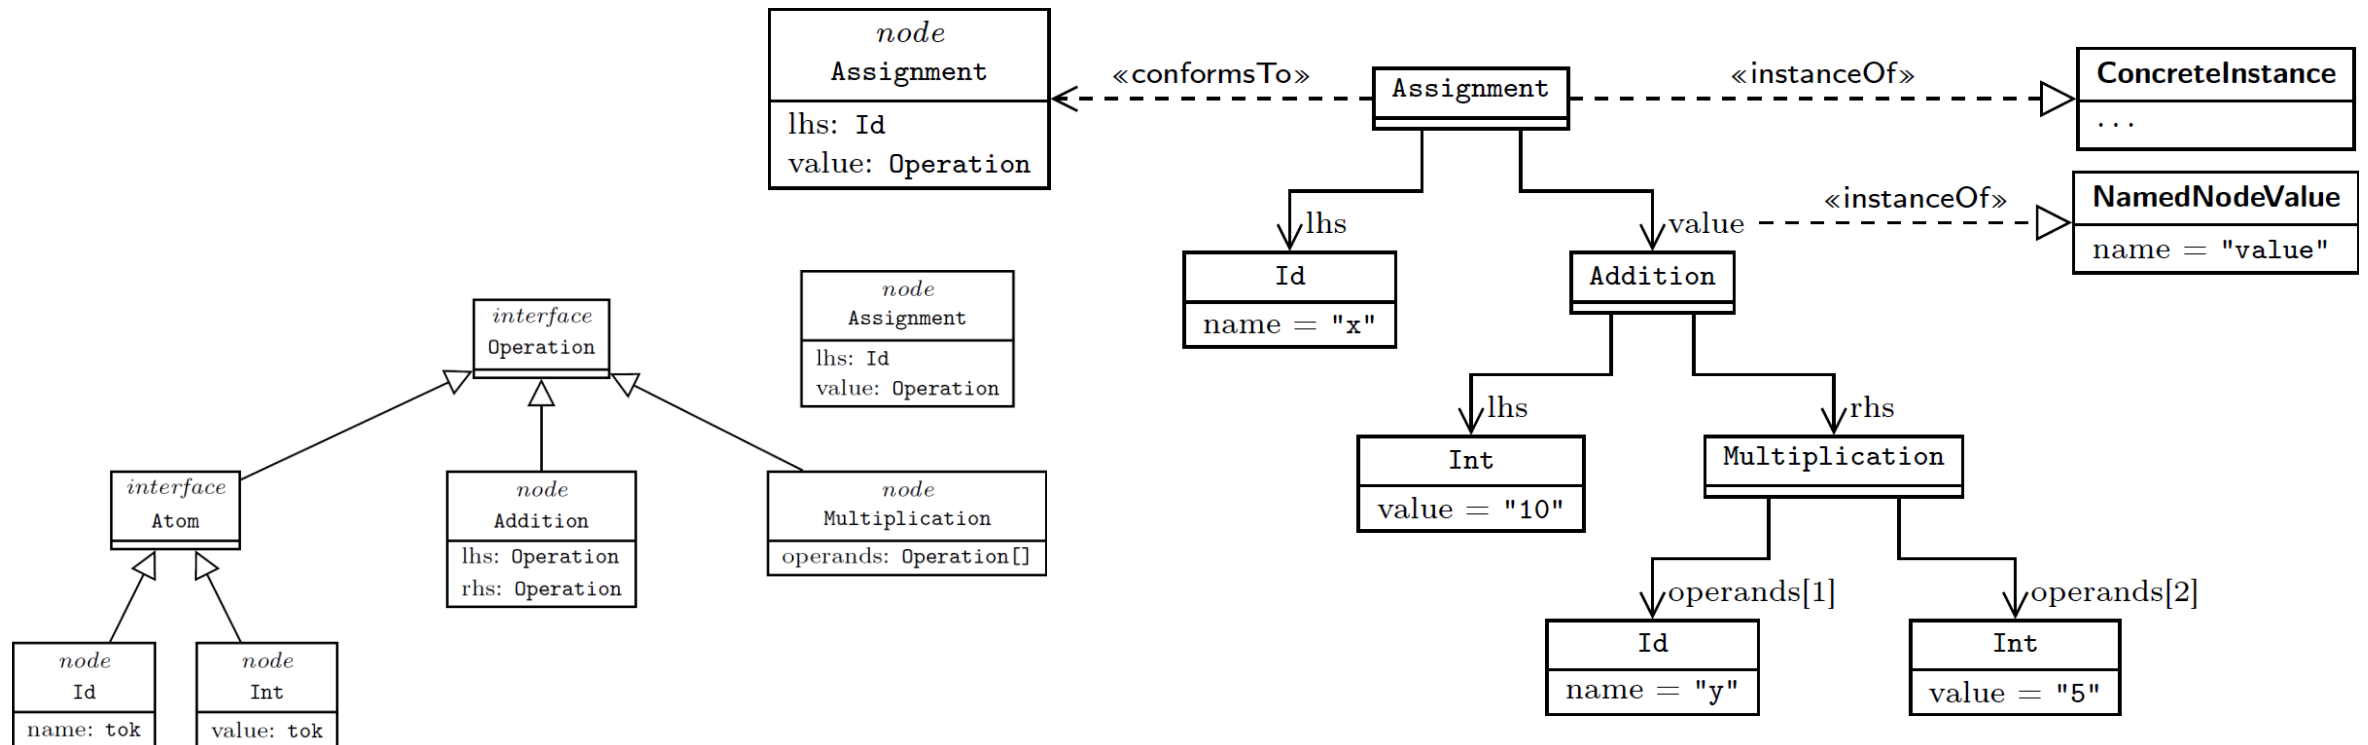 node
Assignment
lhs: Id
value: Operation
«conformsTo»
Assignment
«instanceOf»
ConcreteInstance
...
lhs
value
«instanceOf»
NamedNodeValue
name = "value"
Id
name = "x"
Addition
lhs
rhs
Int
value = "10"
Multiplication
operands[1]
operands[2]
Id
name = "y"
Int
value = "5"
interface
Operation
node
Assignment
lhs: Id
value: Operation
interface
Atom
node
Addition
lhs: Operation
rhs: Operation
node
Multiplication
operands: Operation[]
node
Id
name: tok
node
Int
value: tok